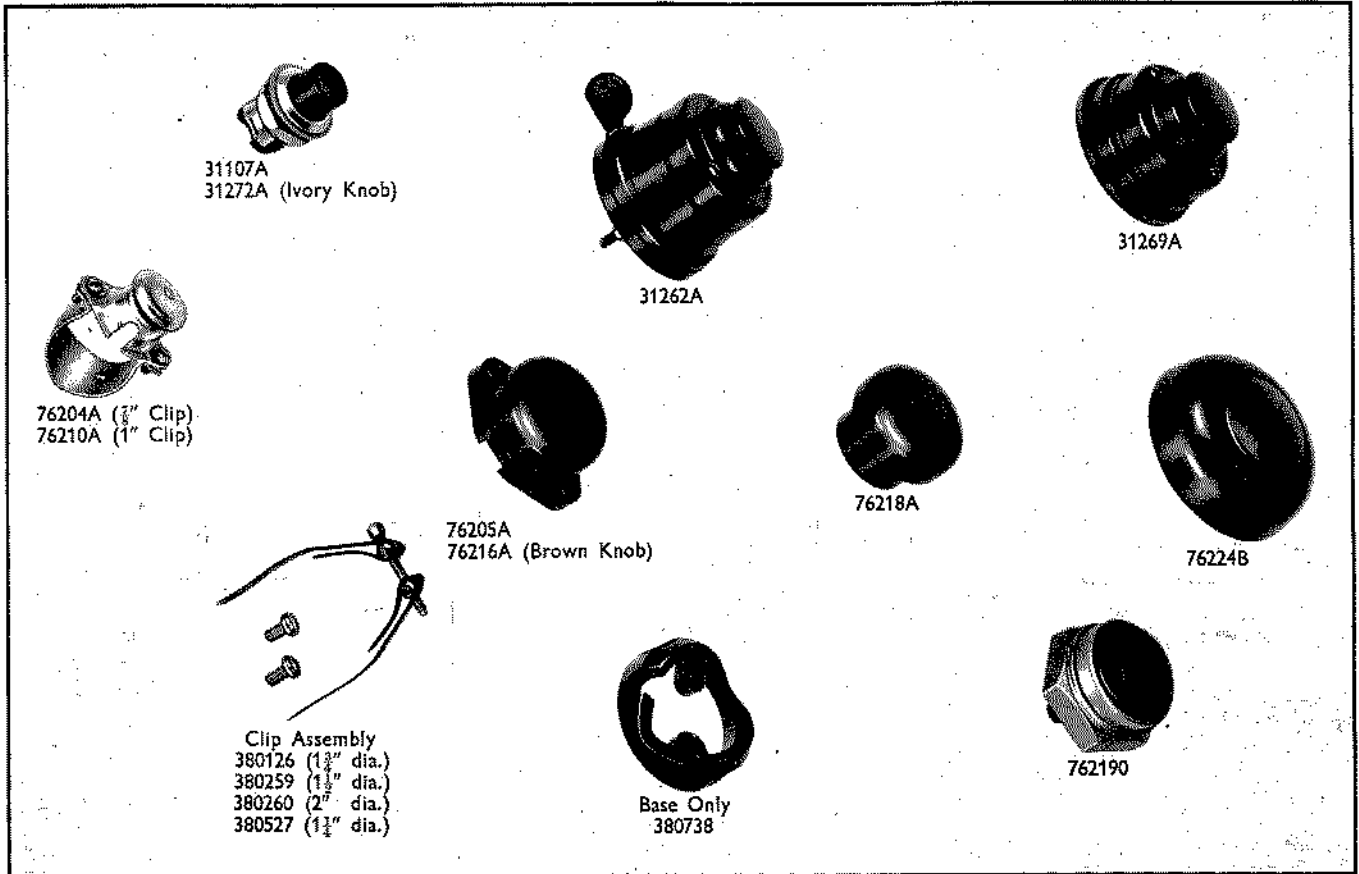 31107A
31272A (Ivory Knob)
31262A
31269A
76204A (⅞" Clip)
76210A (1" Clip)
76205A
76216A (Brown Knob)
76218A
76224B
Clip Assembly
380126 (1¾" dia.)
380259 (1⅛" dia.)
380260 (2" dia.)
380527 (1¼" dia.)
Base Only
380738
762190